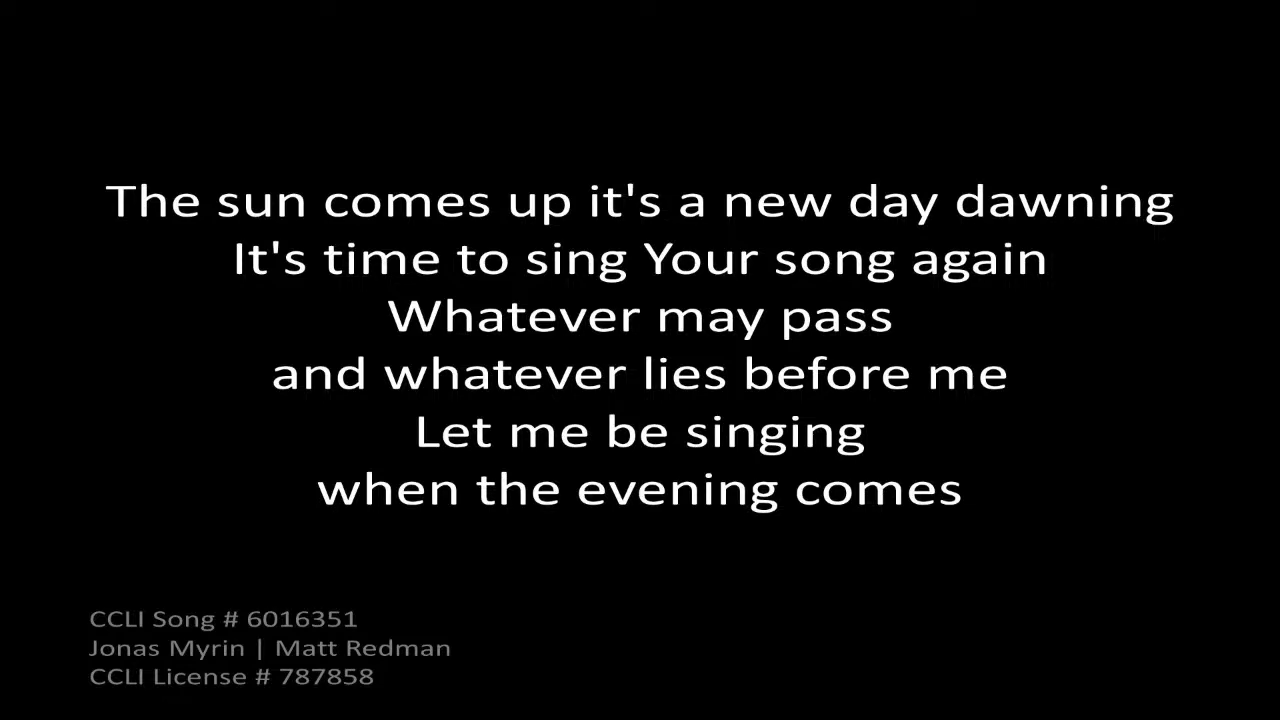 The sun comes up it's a new day dawning
It's time to sing Your song again
Whatever may pass
and whatever lies before me
Let me be singing
when the evening comes
CCLI Song # 6016351
Jonas Myrin | Matt Redman
CCLI License # 787858